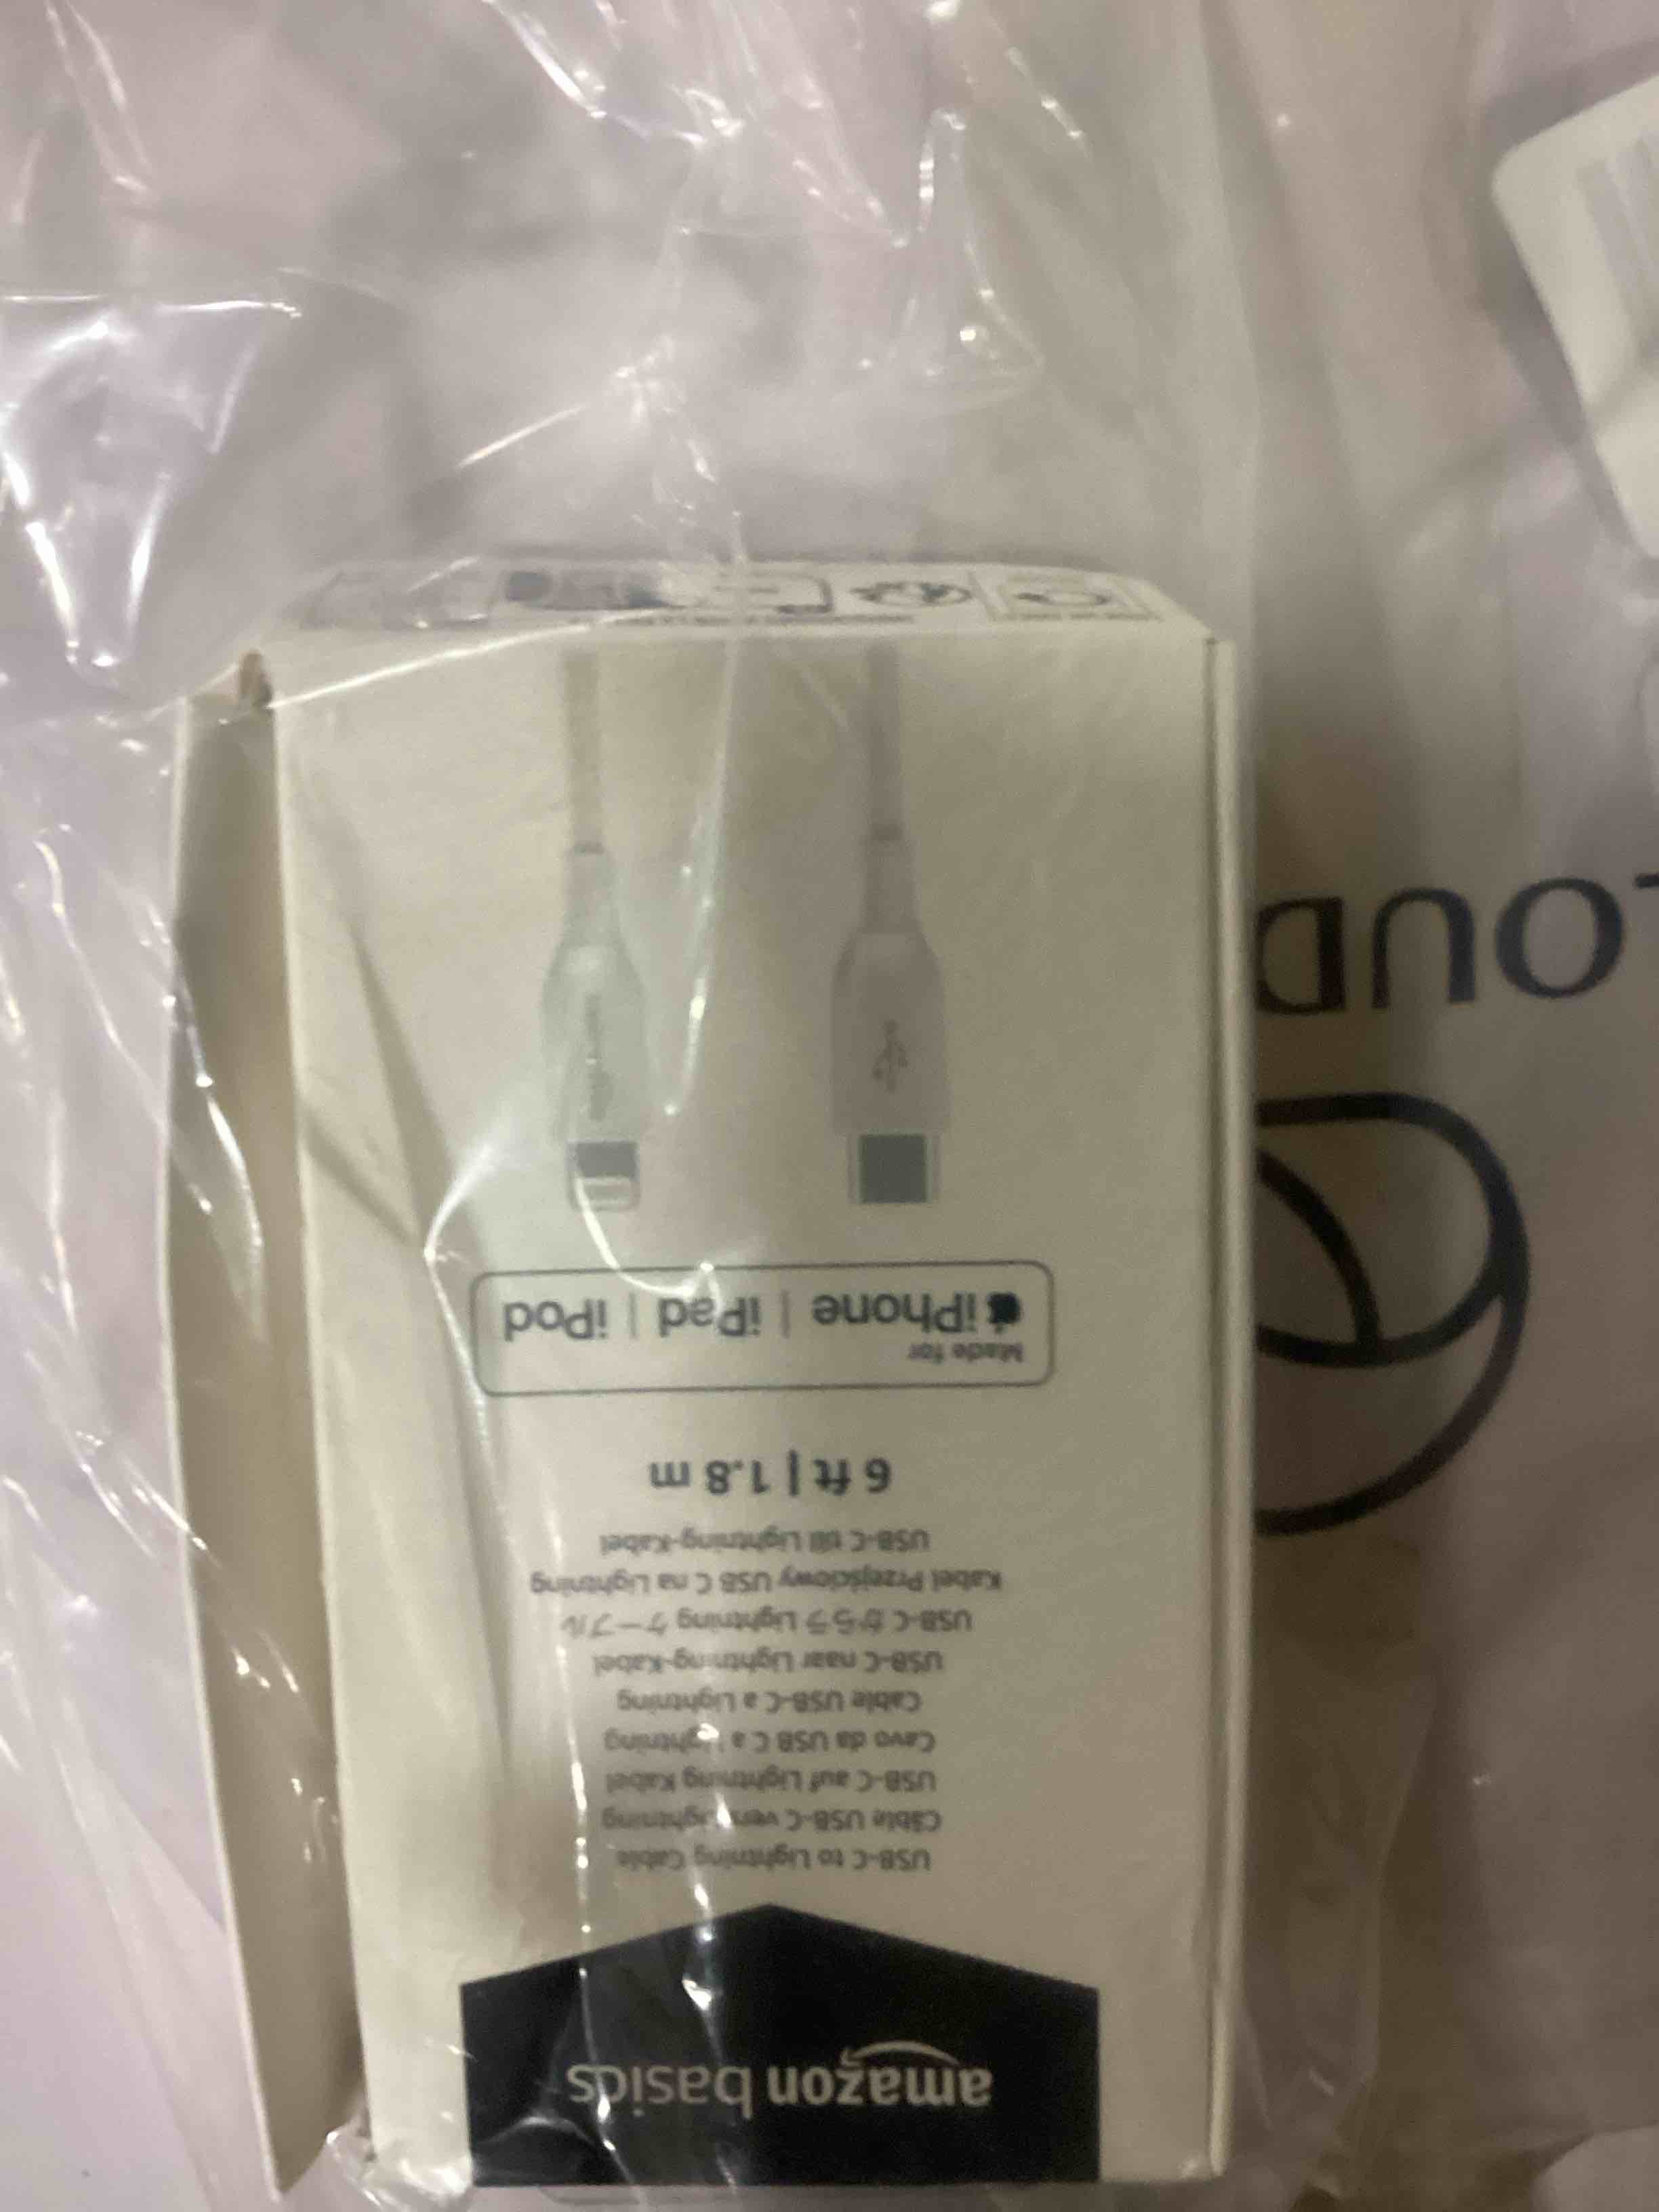 amazon basics
USB-C to Lightning Cable
Câble USB-C vers Lightning
USB-C auf Lightning Kabel
Cavo da USB C a Lightning
Cable USB-C a Lightning
USB-C naar Lightning-Kabel
USB-C からラ Lightning ケーブル
Kabel Przejściowy USB C na Lightning
USB-C till Lightning-Kabel
6 ft | 1.8 m
Made for
iPhone | iPad | iPod
OUD